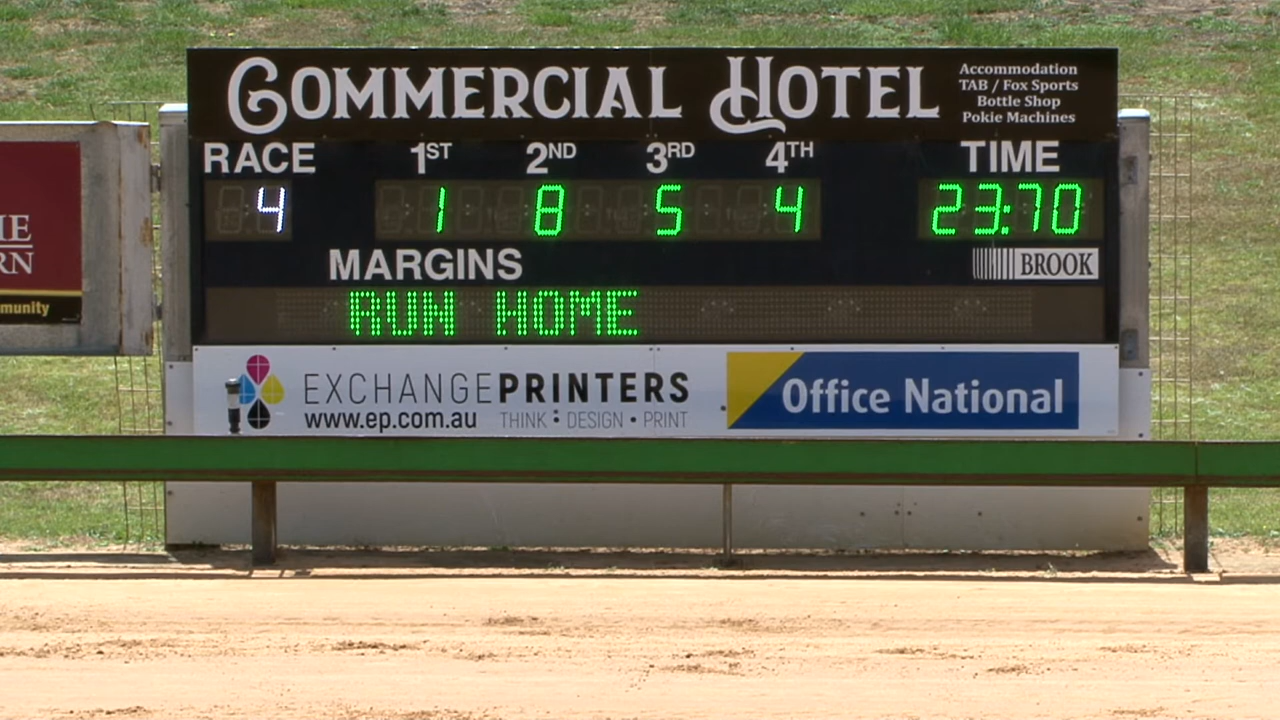 COMMERCIAL HOTEL
Accommodation
TAB / Fox Sports
Bottle Shop
Pokie Machines
RACE 1ST 2ND 3RD 4TH TIME
4 1 8 5 4 23:70
MARGINS
BROOK
RUN HOME
EXCHANGEPRINTERS
www.ep.com.au THINK : DESIGN • PRINT
Office National